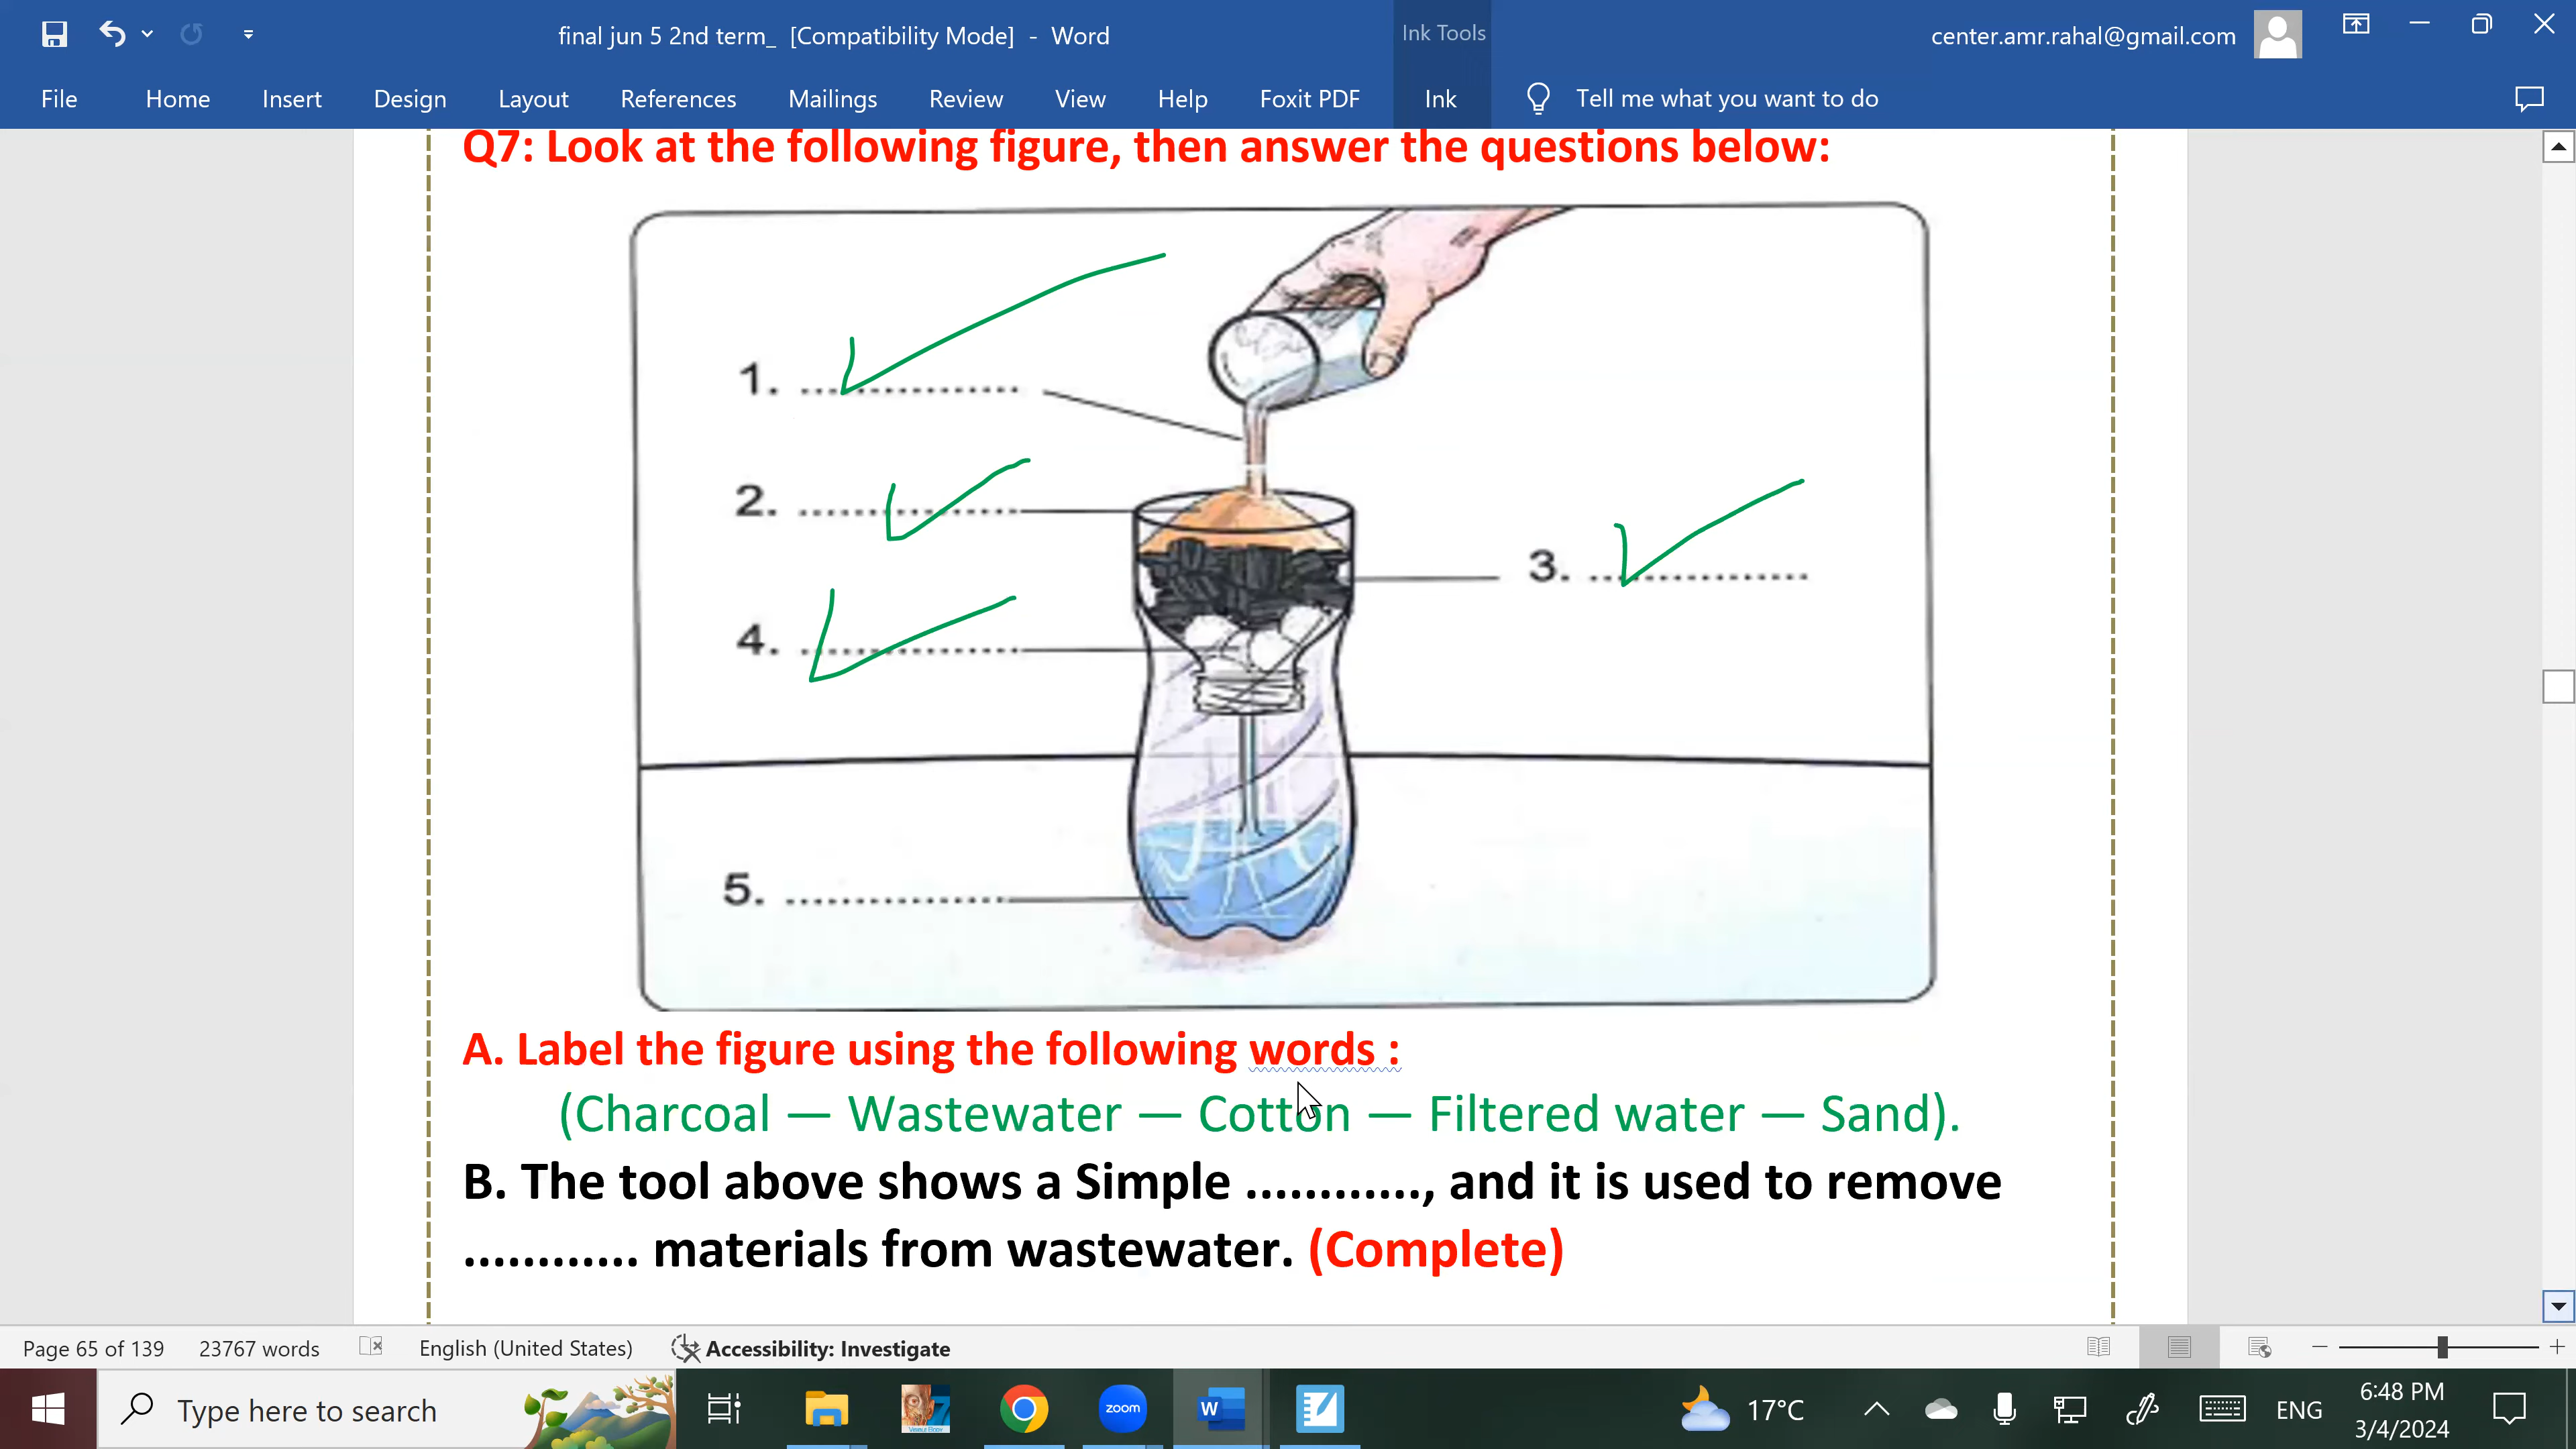 final jun 5 2nd term_ [Compatibility Mode] - Word
Ink Tools
center.amr.rahal@gmail.com
File Home Insert Design Layout References Mailings Review View Help Foxit PDF Ink Tell me what you want to do
Q7: Look at the following figure, then answer the questions below:
1. ....................
2. ....................
3. ....................
4. ....................
5. ....................
A. Label the figure using the following words :
(Charcoal — Wastewater — Cotton — Filtered water — Sand).
B. The tool above shows a Simple ............, and it is used to remove
............ materials from wastewater. (Complete)
Page 65 of 139 23767 words English (United States) Accessibility: Investigate
Type here to search
zoom
W
17°C
ENG
6:48 PM
3/4/2024